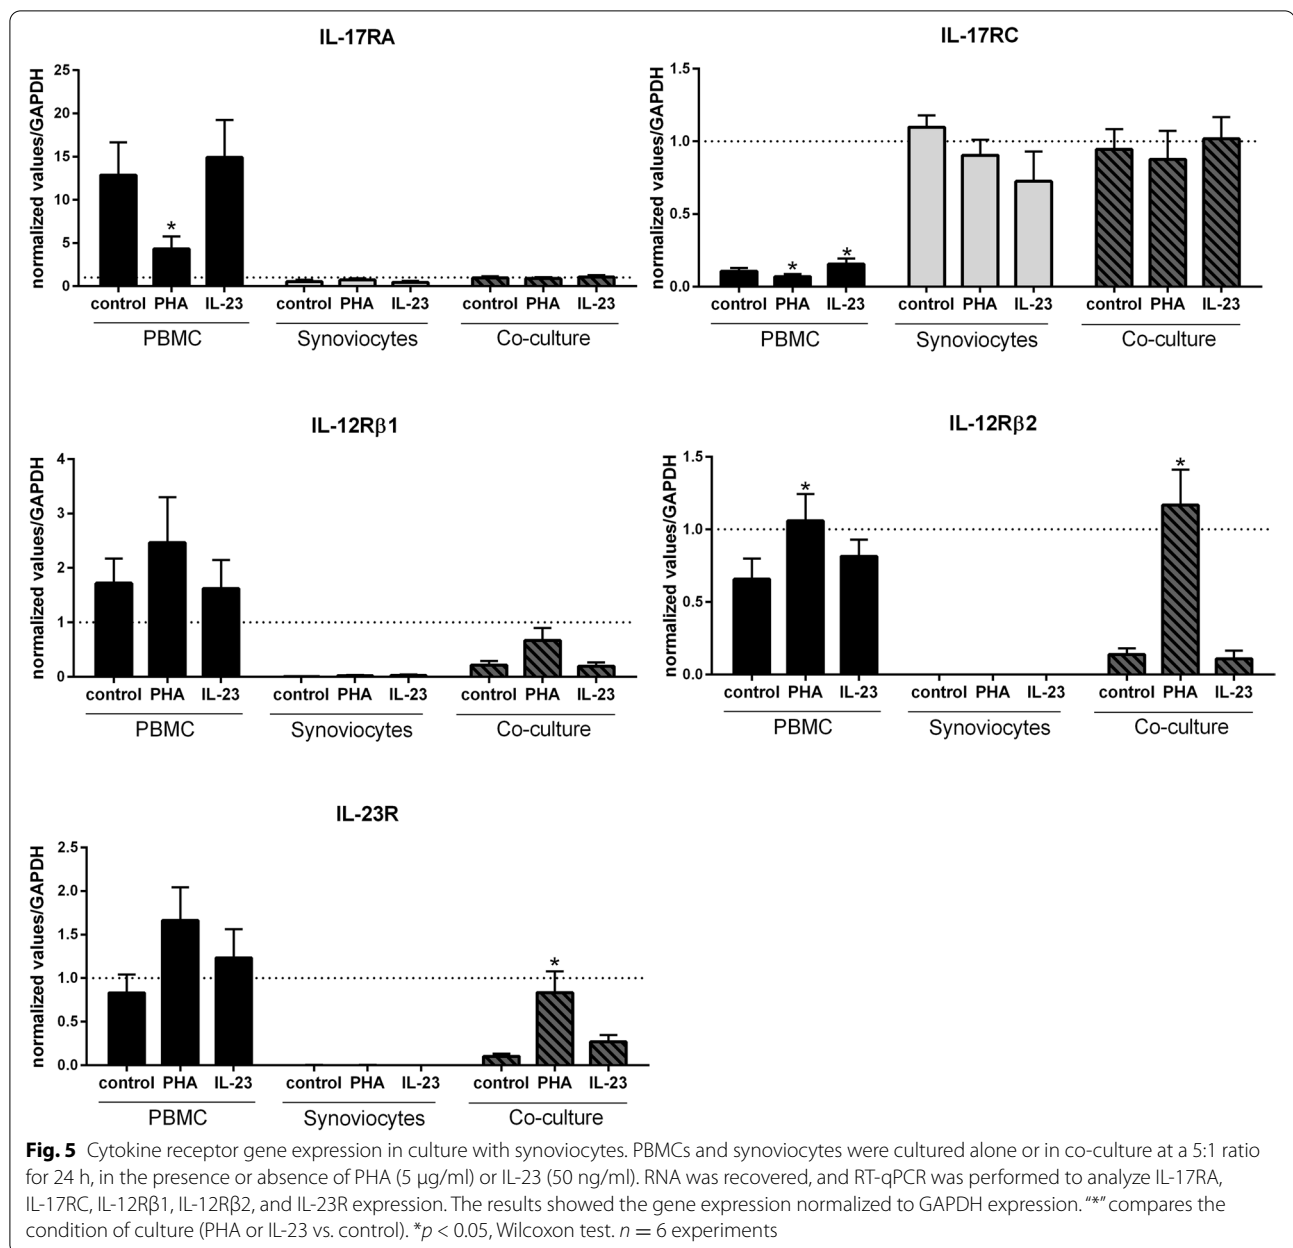 IL-17RA
normalized values/GAPDH
25
20
15
10
5
0
*
control PHA IL-23 control PHA IL-23 control PHA IL-23
PBMC Synoviocytes Co-culture
IL-17RC
normalized values/GAPDH
1.5
1.0
0.5
0.0
* *
control PHA IL-23 control PHA IL-23 control PHA IL-23
PBMC Synoviocytes Co-culture
IL-12Rβ1
normalized values/GAPDH
4
3
2
1
0
control PHA IL-23 control PHA IL-23 control PHA IL-23
PBMC Synoviocytes Co-culture
IL-12Rβ2
normalized values/GAPDH
1.5
1.0
0.5
0.0
* *
control PHA IL-23 control PHA IL-23 control PHA IL-23
PBMC Synoviocytes Co-culture
IL-23R
normalized values/GAPDH
2.5
2.0
1.5
1.0
0.5
0.0
*
control PHA IL-23 control PHA IL-23 control PHA IL-23
PBMC Synoviocytes Co-culture
Fig. 5 Cytokine receptor gene expression in culture with synoviocytes. PBMCs and synoviocytes were cultured alone or in co-culture at a 5:1 ratio
for 24 h, in the presence or absence of PHA (5 μg/ml) or IL-23 (50 ng/ml). RNA was recovered, and RT-qPCR was performed to analyze IL-17RA,
IL-17RC, IL-12Rβ1, IL-12Rβ2, and IL-23R expression. The results showed the gene expression normalized to GAPDH expression. “*” compares the
condition of culture (PHA or IL-23 vs. control). *p < 0.05, Wilcoxon test. n = 6 experiments